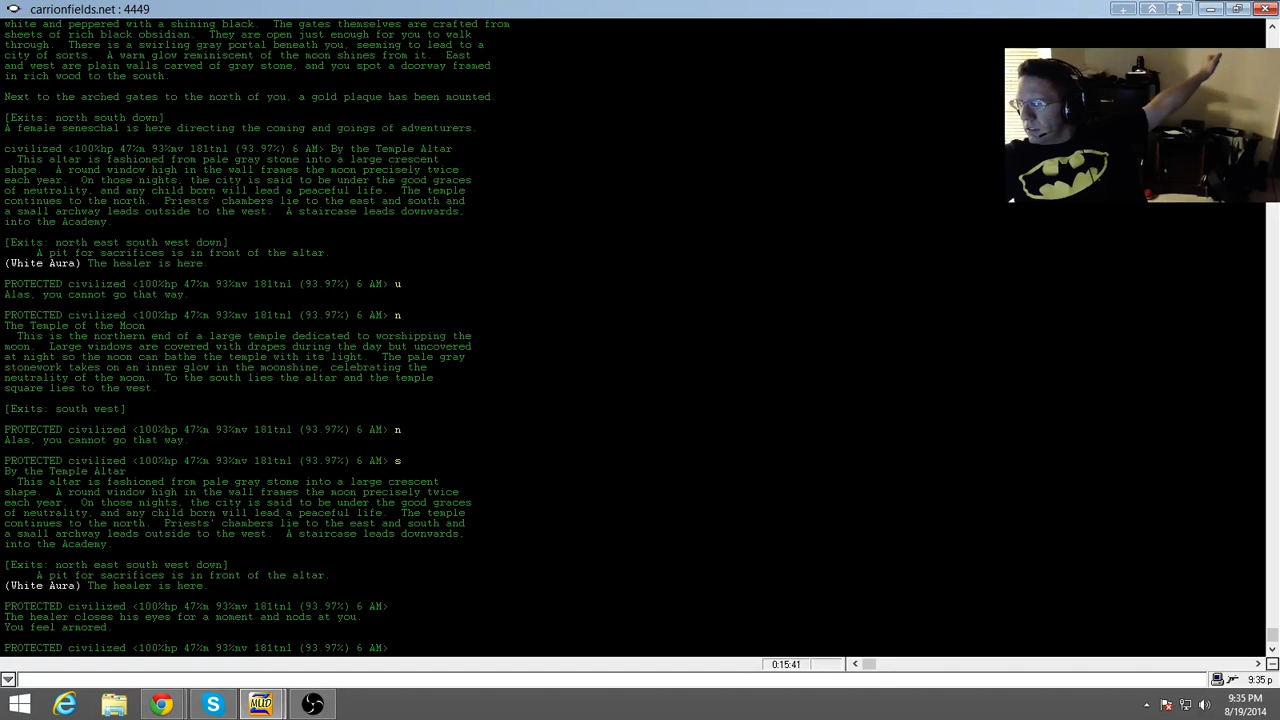 carrionfields.net : 4449
white and peppered with a shining black.  The gates themselves are crafted from
sheets of rich black obsidian.  They are open just enough for you to walk
through.  There is a swirling gray portal beneath you, seeming to lead to a
city of sorts.  A warm glow reminiscent of the moon shines from it.  East
and west are plain walls carved of gray stone, and you spot a doorway framed
in rich wood to the south.
Next to the arched gates to the north of you,   gold plaque has been mounted.
[Exits: north south down]
A female seneschal is here directing the coming and goings of adventurers.
civilized <100%hp 47%m 93%mv 181tnl (93.97%) 6 AM> By the Temple Altar
This altar is fashioned from pale gray stone into a large crescent
shape.  A round window high in the wall frames the moon precisely twice
each year.  On those nights, the city is said to be under the good graces
of neutrality, and any child born will lead a peaceful life.  The temple
continues to the north.  Priests' chambers lie to the east and south and
a small archway leads outside to the west.  A staircase leads downwards,
into the Academy.
[Exits: north east south west down]
A pit for sacrifices is in front of the altar.
(White Aura) The healer is here.
PROTECTED civilized <100%hp 47%m 93%mv 181tnl (93.97%) 6 AM> u
Alas, you cannot go that way.
PROTECTED civilized <100%hp 47%m 93%mv 181tnl (93.97%) 6 AM> n
The Temple of the Moon
This is the northern end of a large temple dedicated to worshipping the
moon.  Large windows are covered with drapes during the day but uncovered
at night so the moon can bathe the temple with its light.  The pale gray
stonework takes on an inner glow in the moonshine, celebrating the
neutrality of the moon.  To the south lies the altar and the temple
square lies to the west.
[Exits: south west]
PROTECTED civilized <100%hp 47%m 93%mv 181tnl (93.97%) 6 AM> n
Alas, you cannot go that way.
PROTECTED civilized <100%hp 47%m 93%mv 181tnl (93.97%) 6 AM> s
By the Temple Altar
This altar is fashioned from pale gray stone into a large crescent
shape.  A round window high in the wall frames the moon precisely twice
each year.  On those nights, the city is said to be under the good graces
of neutrality, and any child born will lead a peaceful life.  The temple
continues to the north.  Priests' chambers lie to the east and south and
a small archway leads outside to the west.  A staircase leads downwards,
into the Academy.
[Exits: north east south west down]
A pit for sacrifices is in front of the altar.
(White Aura) The healer is here.
PROTECTED civilized <100%hp 47%m 93%mv 181tnl (93.97%) 6 AM>
The healer closes his eyes for a moment and nods at you.
You feel armored.
PROTECTED civilized <100%hp 47%m 93%mv 181tnl (93.97%) 6 AM>
0:15:41
9:35 p
MUD
9:35 PM
8/19/2014